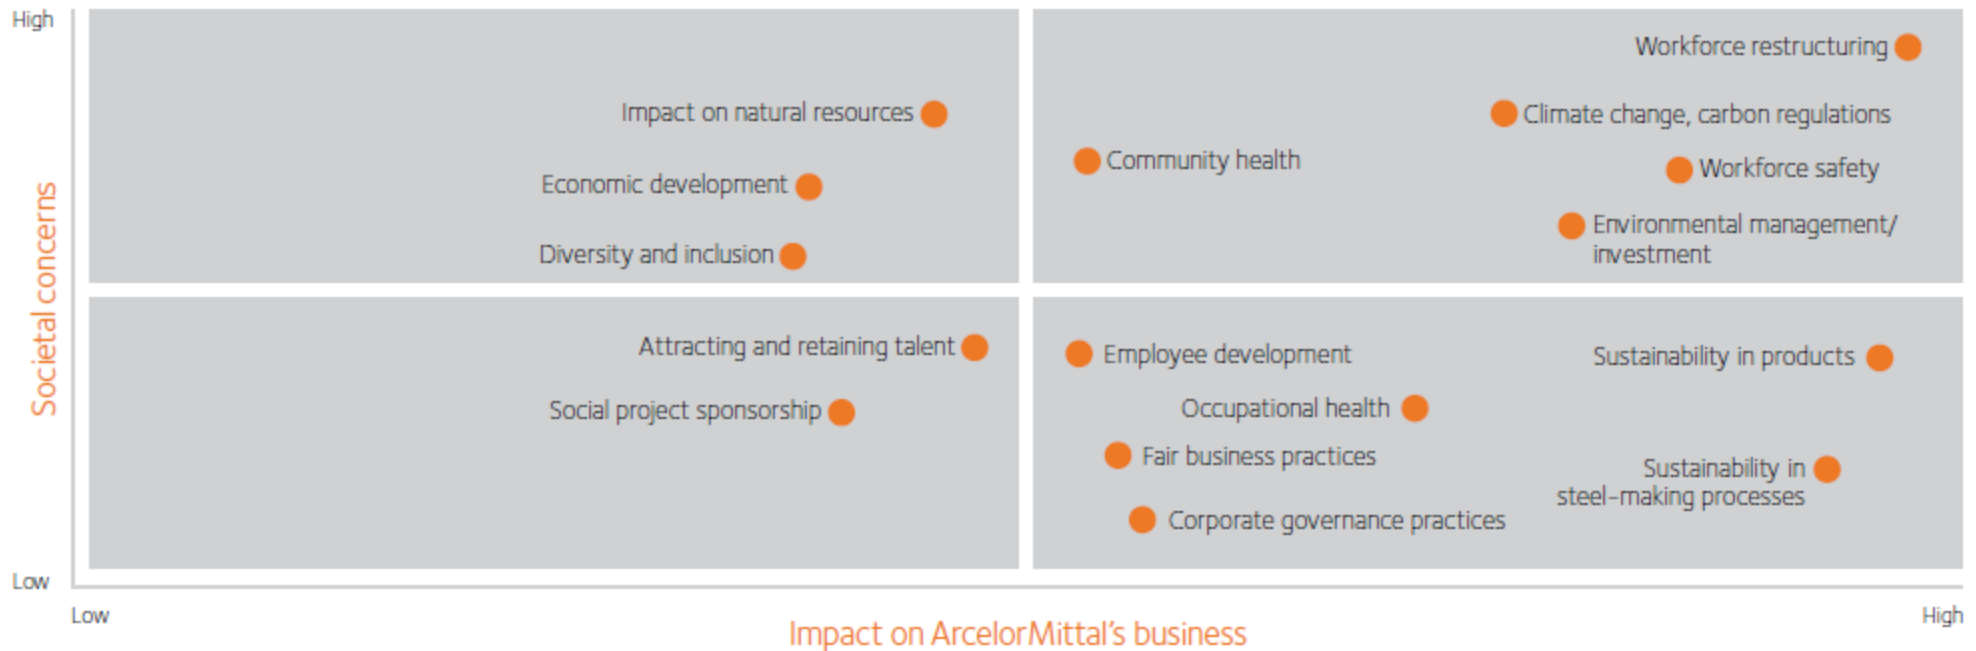 High
Workforce restructuring
Impact on natural resources
Climate change, carbon regulations
Community health
Workforce safety
Economic development
Environmental management/
investment
Diversity and inclusion
Societal concerns
Attracting and retaining talent
Employee development
Sustainability in products
Social project sponsorship
Occupational health
Fair business practices
Sustainability in
steel-making processes
Corporate governance practices
Low
Low
High
Impact on ArcelorMittal's business